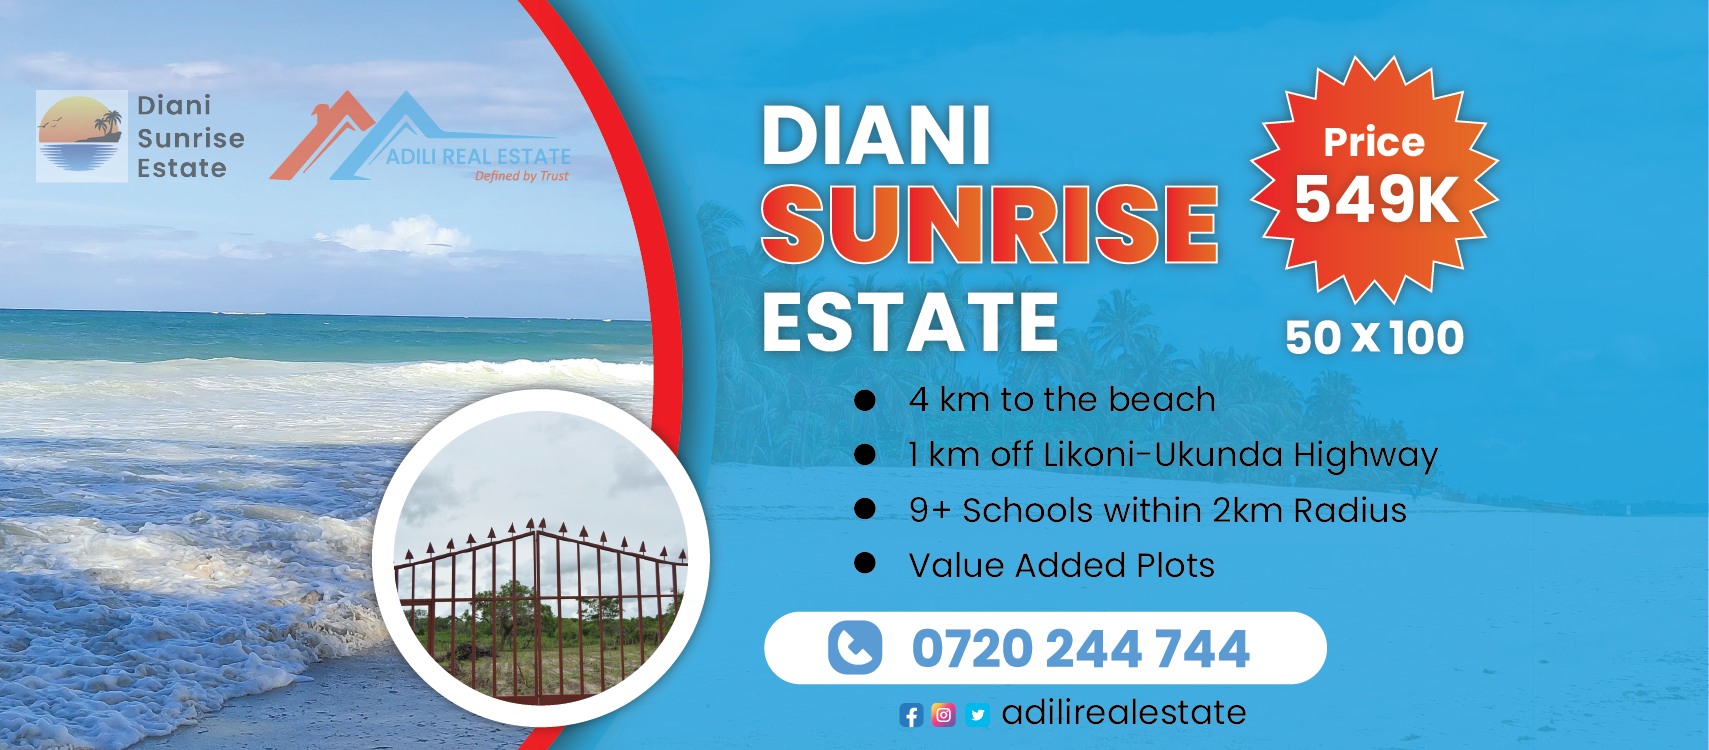 Diani
Sunrise
Estate
ADILI REAL ESTATE
Defined by Trust
DIANI
SUNRISE
ESTATE
Price
549K
50 X 100
4 km to the beach
1 km off Likoni-Ukunda Highway
9+ Schools within 2km Radius
Value Added Plots
0720 244 744
adilirealestate